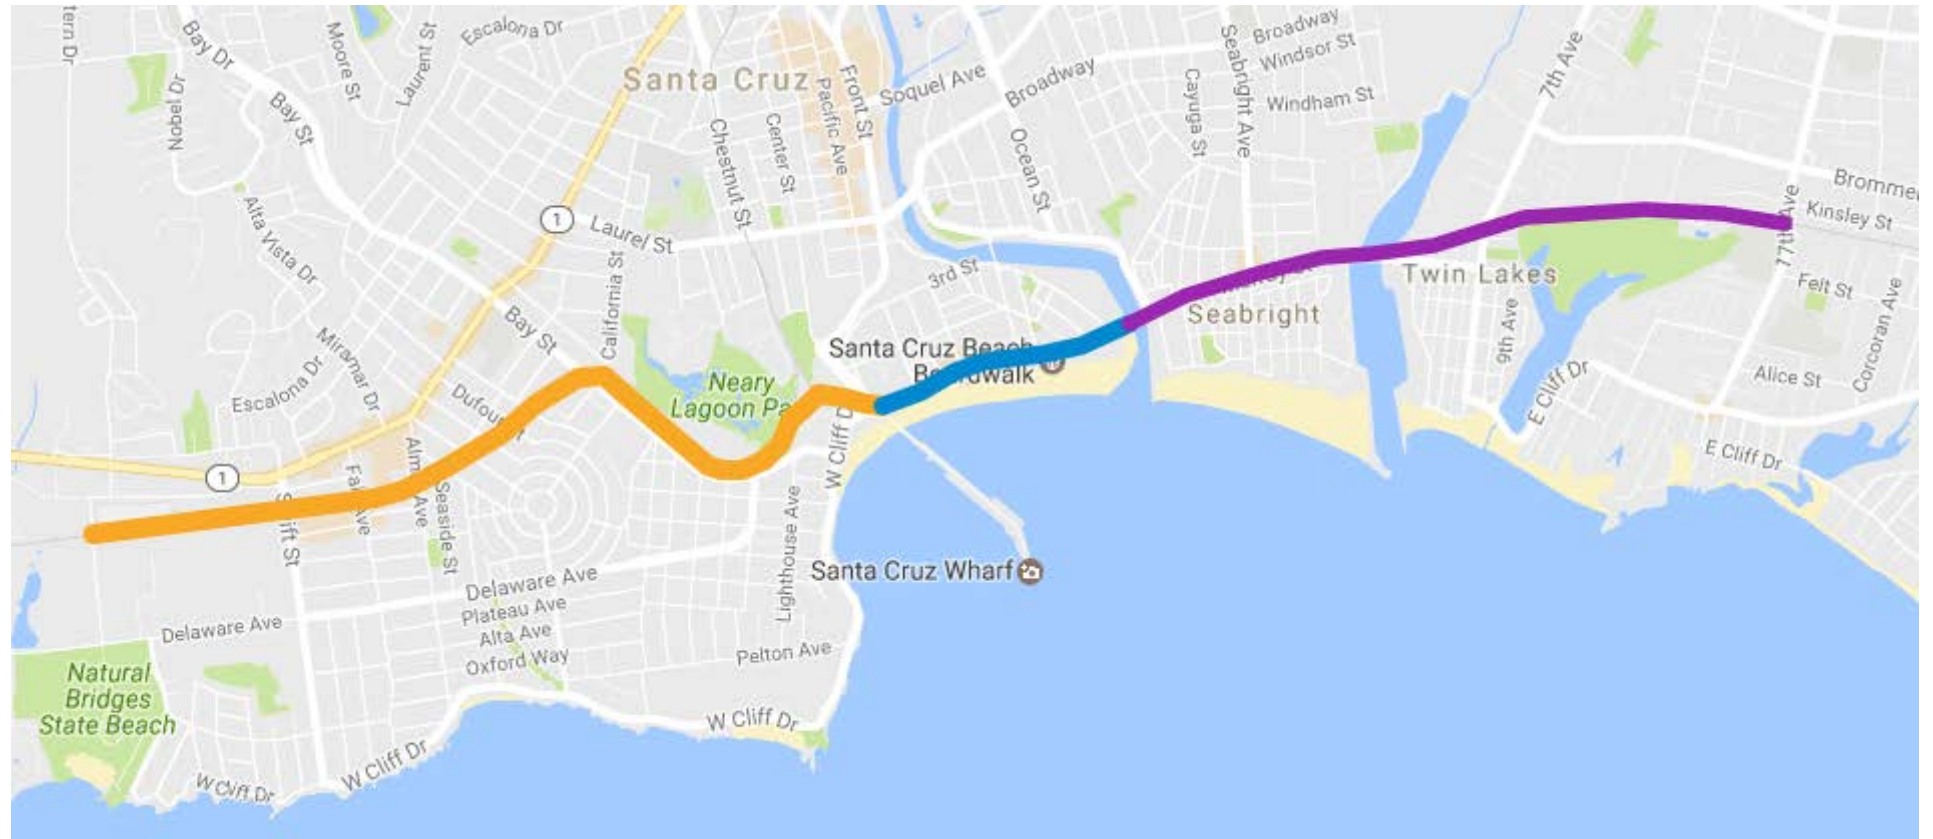 tern Dr
Bay Dr
Moore St
Laurent St
Escalona Dr
Santa Cruz
Front St
Pacific Ave
Soquel Ave
Broadway
Seabright Ave
Broadway
Windsor St
Windham St
Cayuga St
7th Ave
Nobel Dr
Bay St
Chestnut St
Center St
Ocean St
Brommer
Kinsley St
17th Ave
Alta Vista Dr
1
Laurel St
California St
3rd St
Twin Lakes
Felt St
Corcoran Ave
Seabright
9th Ave
Bay St
Miramar Dr
Escalona Dr
Dufour
Santa Cruz Beach
Boardwalk
Neary
Lagoon Pa
W Cliff D
E Cliff Dr
Alice St
E Cliff Dr
1
Swift St
Fair Ave
Alm Ave
Seaside St
Lighthouse Ave
Santa Cruz Wharf
Delaware Ave
Plateau Ave
Alta Ave
Oxford Way
Delaware Ave
Pelton Ave
Natural
Bridges
State Beach
W Cliff Dr
W Cliff Dr
W Cliff Dr